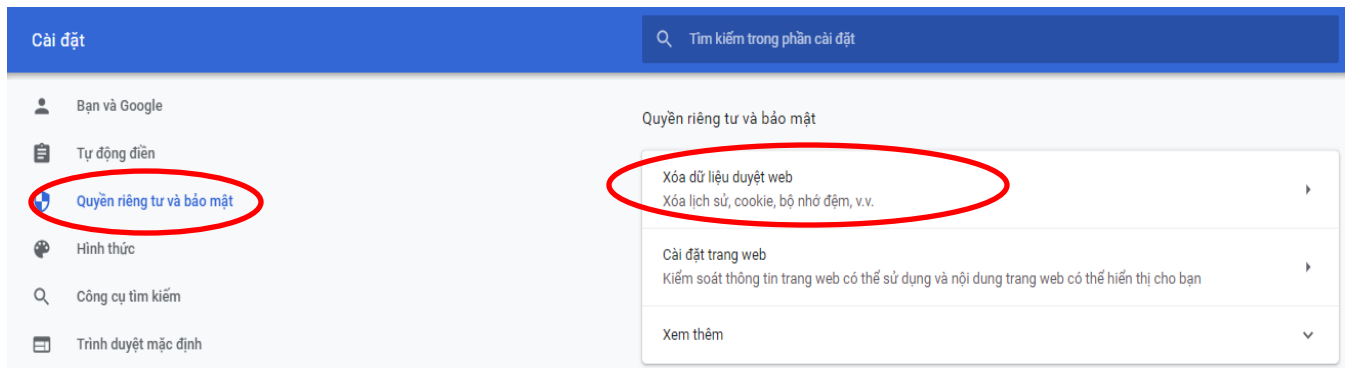 Cài đặt
Tìm kiếm trong phần cài đặt
Bạn và Google
Tự động điền
Quyền riêng tư và bảo mật
Hình thức
Công cụ tìm kiếm
Trình duyệt mặc định
Quyền riêng tư và bảo mật
Xóa dữ liệu duyệt web
Xóa lịch sử, cookie, bộ nhớ đệm, v.v.
Cài đặt trang web
Kiểm soát thông tin trang web có thể sử dụng và nội dung trang web có thể hiển thị cho bạn
Xem thêm